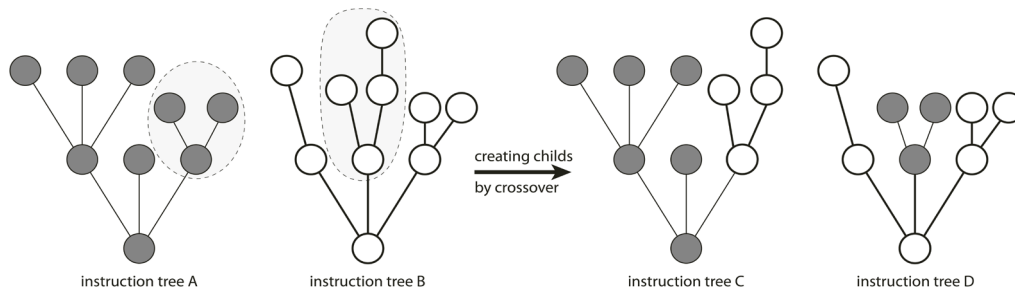 creating childs
by crossover
instruction tree A
instruction tree B
instruction tree C
instruction tree D